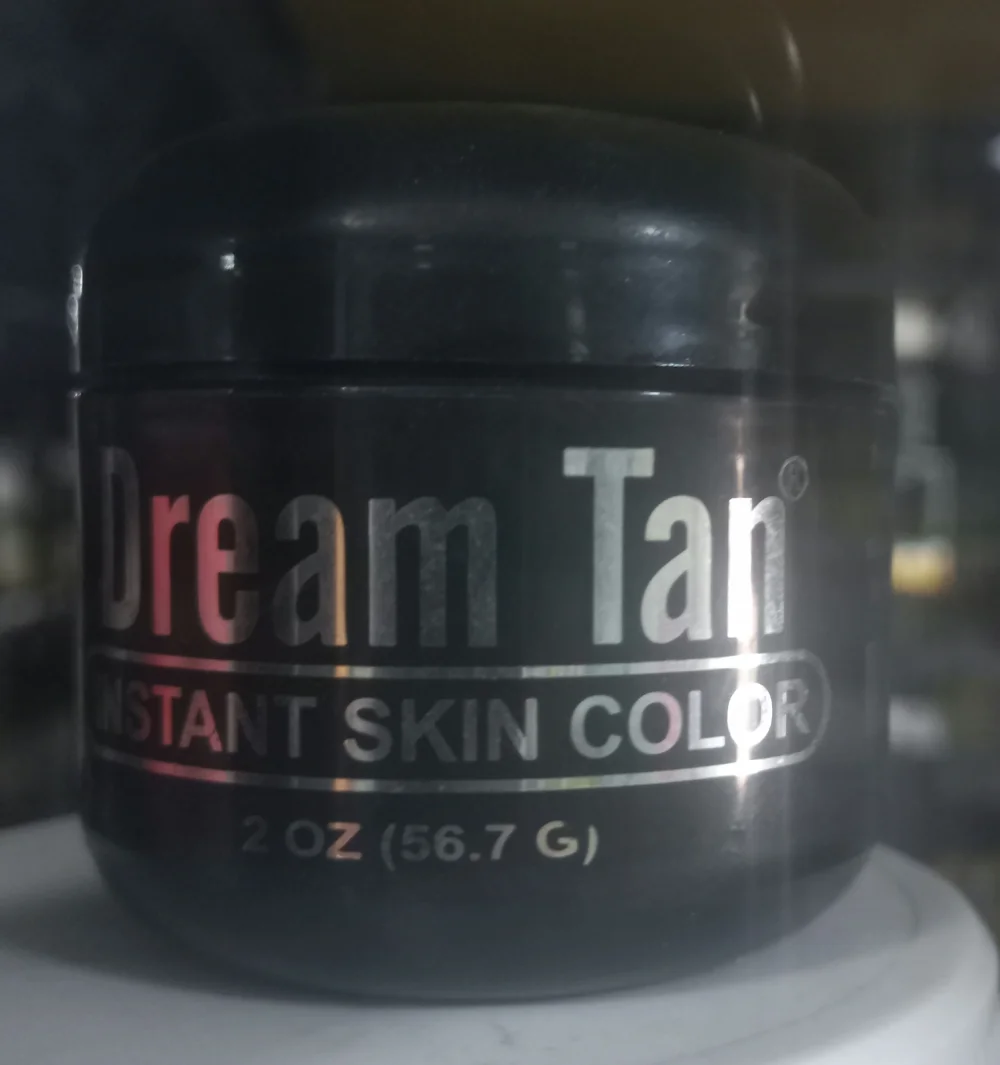 Dream Tan®
INSTANT SKIN COLOR
2 OZ (56.7 G)